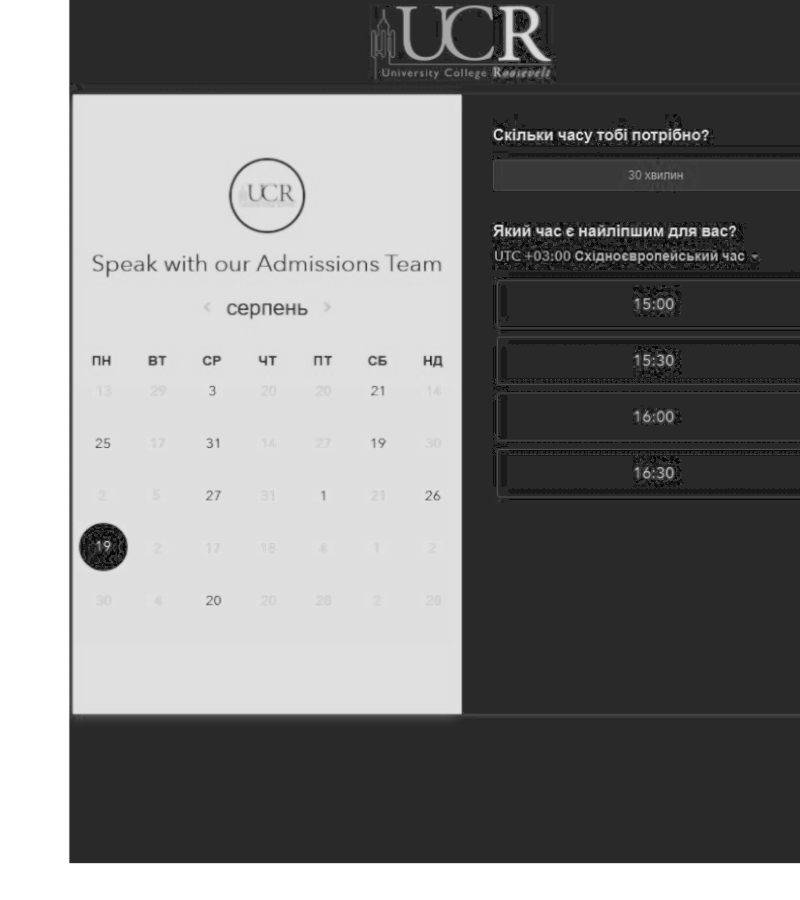 UCR
University College Roosevelt
UCR
Speak with our Admissions Team
< серпень >
ПН ВТ СР ЧТ ПТ СБ НД
13 29 3 20 20 21 14
25 17 31 14 27 19 30
2 5 27 31 1 21 26
19 2 17 18 4 1 2
30 4 20 20 28 2 28
Скільки часу тобі потрібно?
30 хвилин
Який час є найліпшим для вас?
UTC +03:00 Східноєвропейський час
15:00
15:30
16:00
16:30